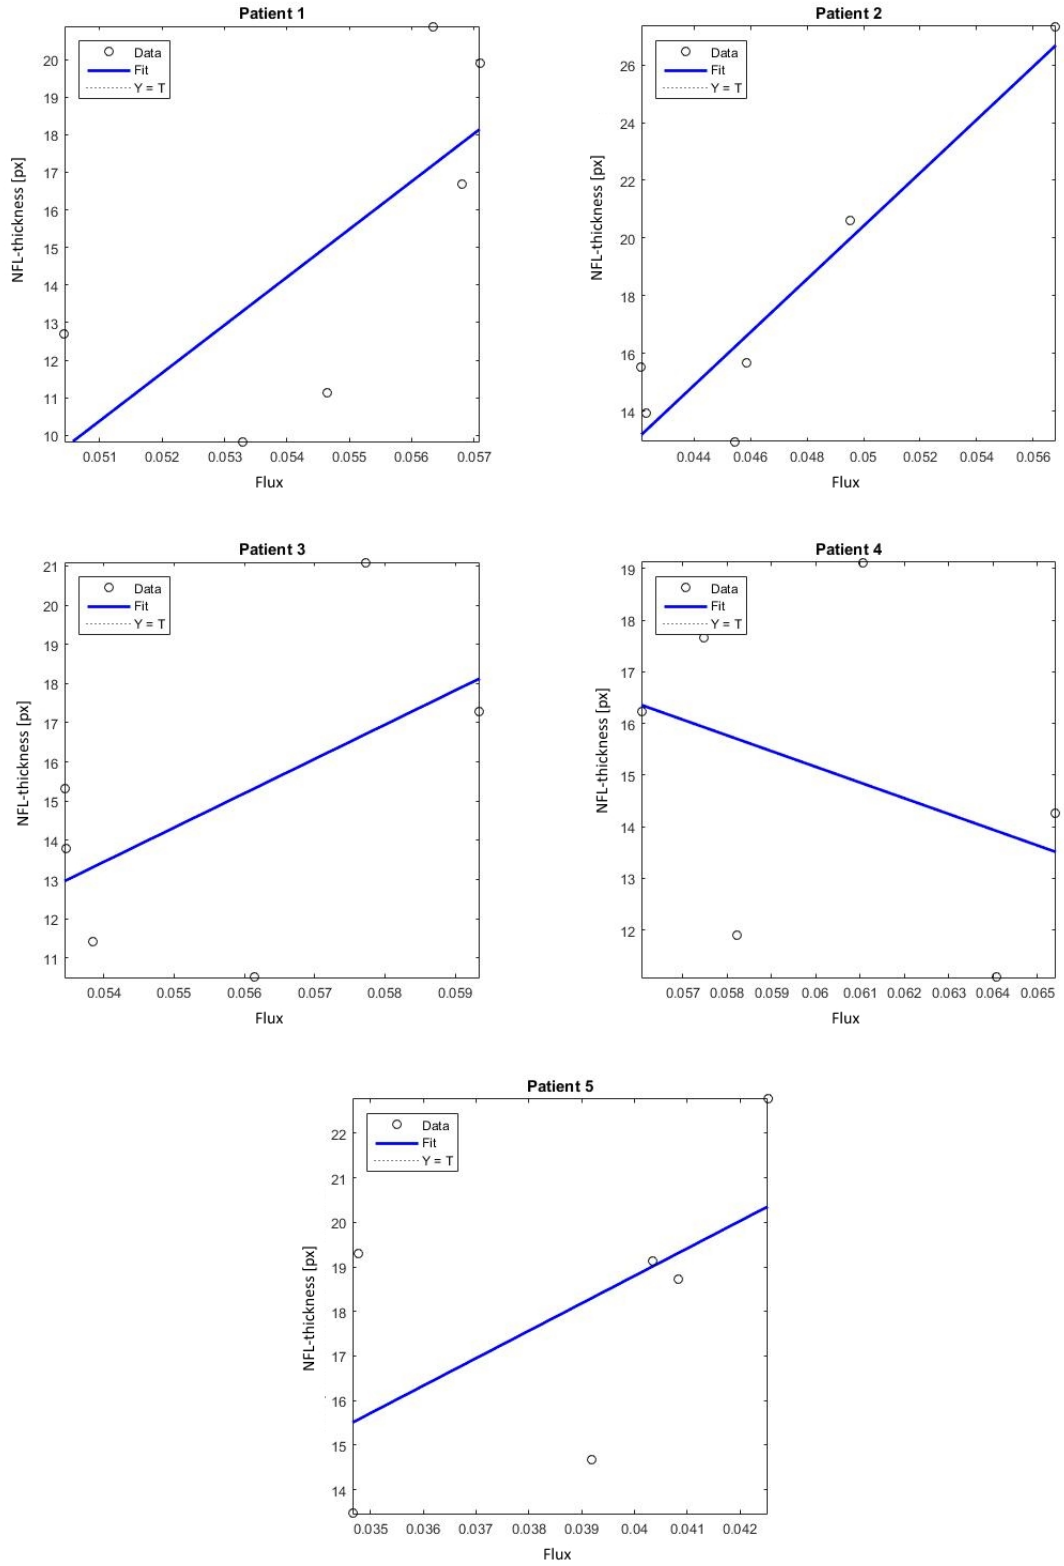 Patient 1
Data
Fit
Y = T
20
19
18
17
16
15
14
13
12
11
10
NFL-thickness [px]
0.051 0.052 0.053 0.054 0.055 0.056 0.057
Flux
Patient 2
Data
Fit
Y = T
26
24
22
20
18
16
14
NFL-thickness [px]
0.044 0.046 0.048 0.05 0.052 0.054 0.056
Flux
Patient 3
Data
Fit
Y = T
21
20
19
18
17
16
15
14
13
12
11
NFL-thickness [px]
0.054 0.055 0.056 0.057 0.058 0.059
Flux
Patient 4
Data
Fit
Y = T
19
18
17
16
15
14
13
12
NFL-thickness [px]
0.057 0.058 0.059 0.06 0.061 0.062 0.063 0.064 0.065
Flux
Patient 5
Data
Fit
Y = T
22
21
20
19
18
17
16
15
14
NFL-thickness [px]
0.035 0.036 0.037 0.038 0.039 0.04 0.041 0.042
Flux